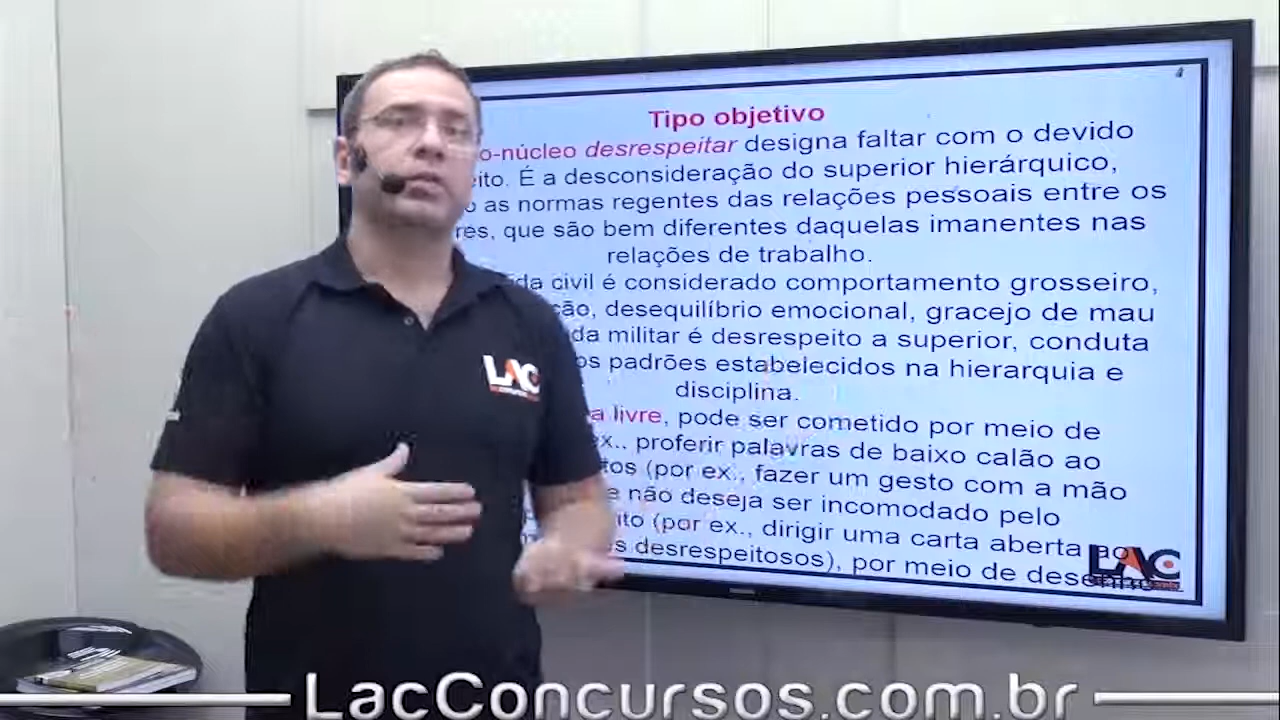 Tipo objetivo
o-núcleo desrespeitar designa faltar com o devido
eito. É a desconsideração do superior hierárquico,
o as normas regentes das relações pessoais entre os
res, que são bem diferentes daquelas imanentes nas
relações de trabalho.
da civil é considerado comportamento grosseiro,
ção, desequilíbrio emocional, gracejo de mau
da militar é desrespeito a superior, conduta
os padrões estabelecidos na hierarquia e
disciplina.
a livre, pode ser cometido por meio de
ex., proferir palavras de baixo calão ao
tos (por ex., fazer um gesto com a mão
e não deseja ser incomodado pelo
ito (por ex., dirigir uma carta aberta ao
s desrespeitosos), por meio de desenho
LAC
LAC
LacConcursos.com.br